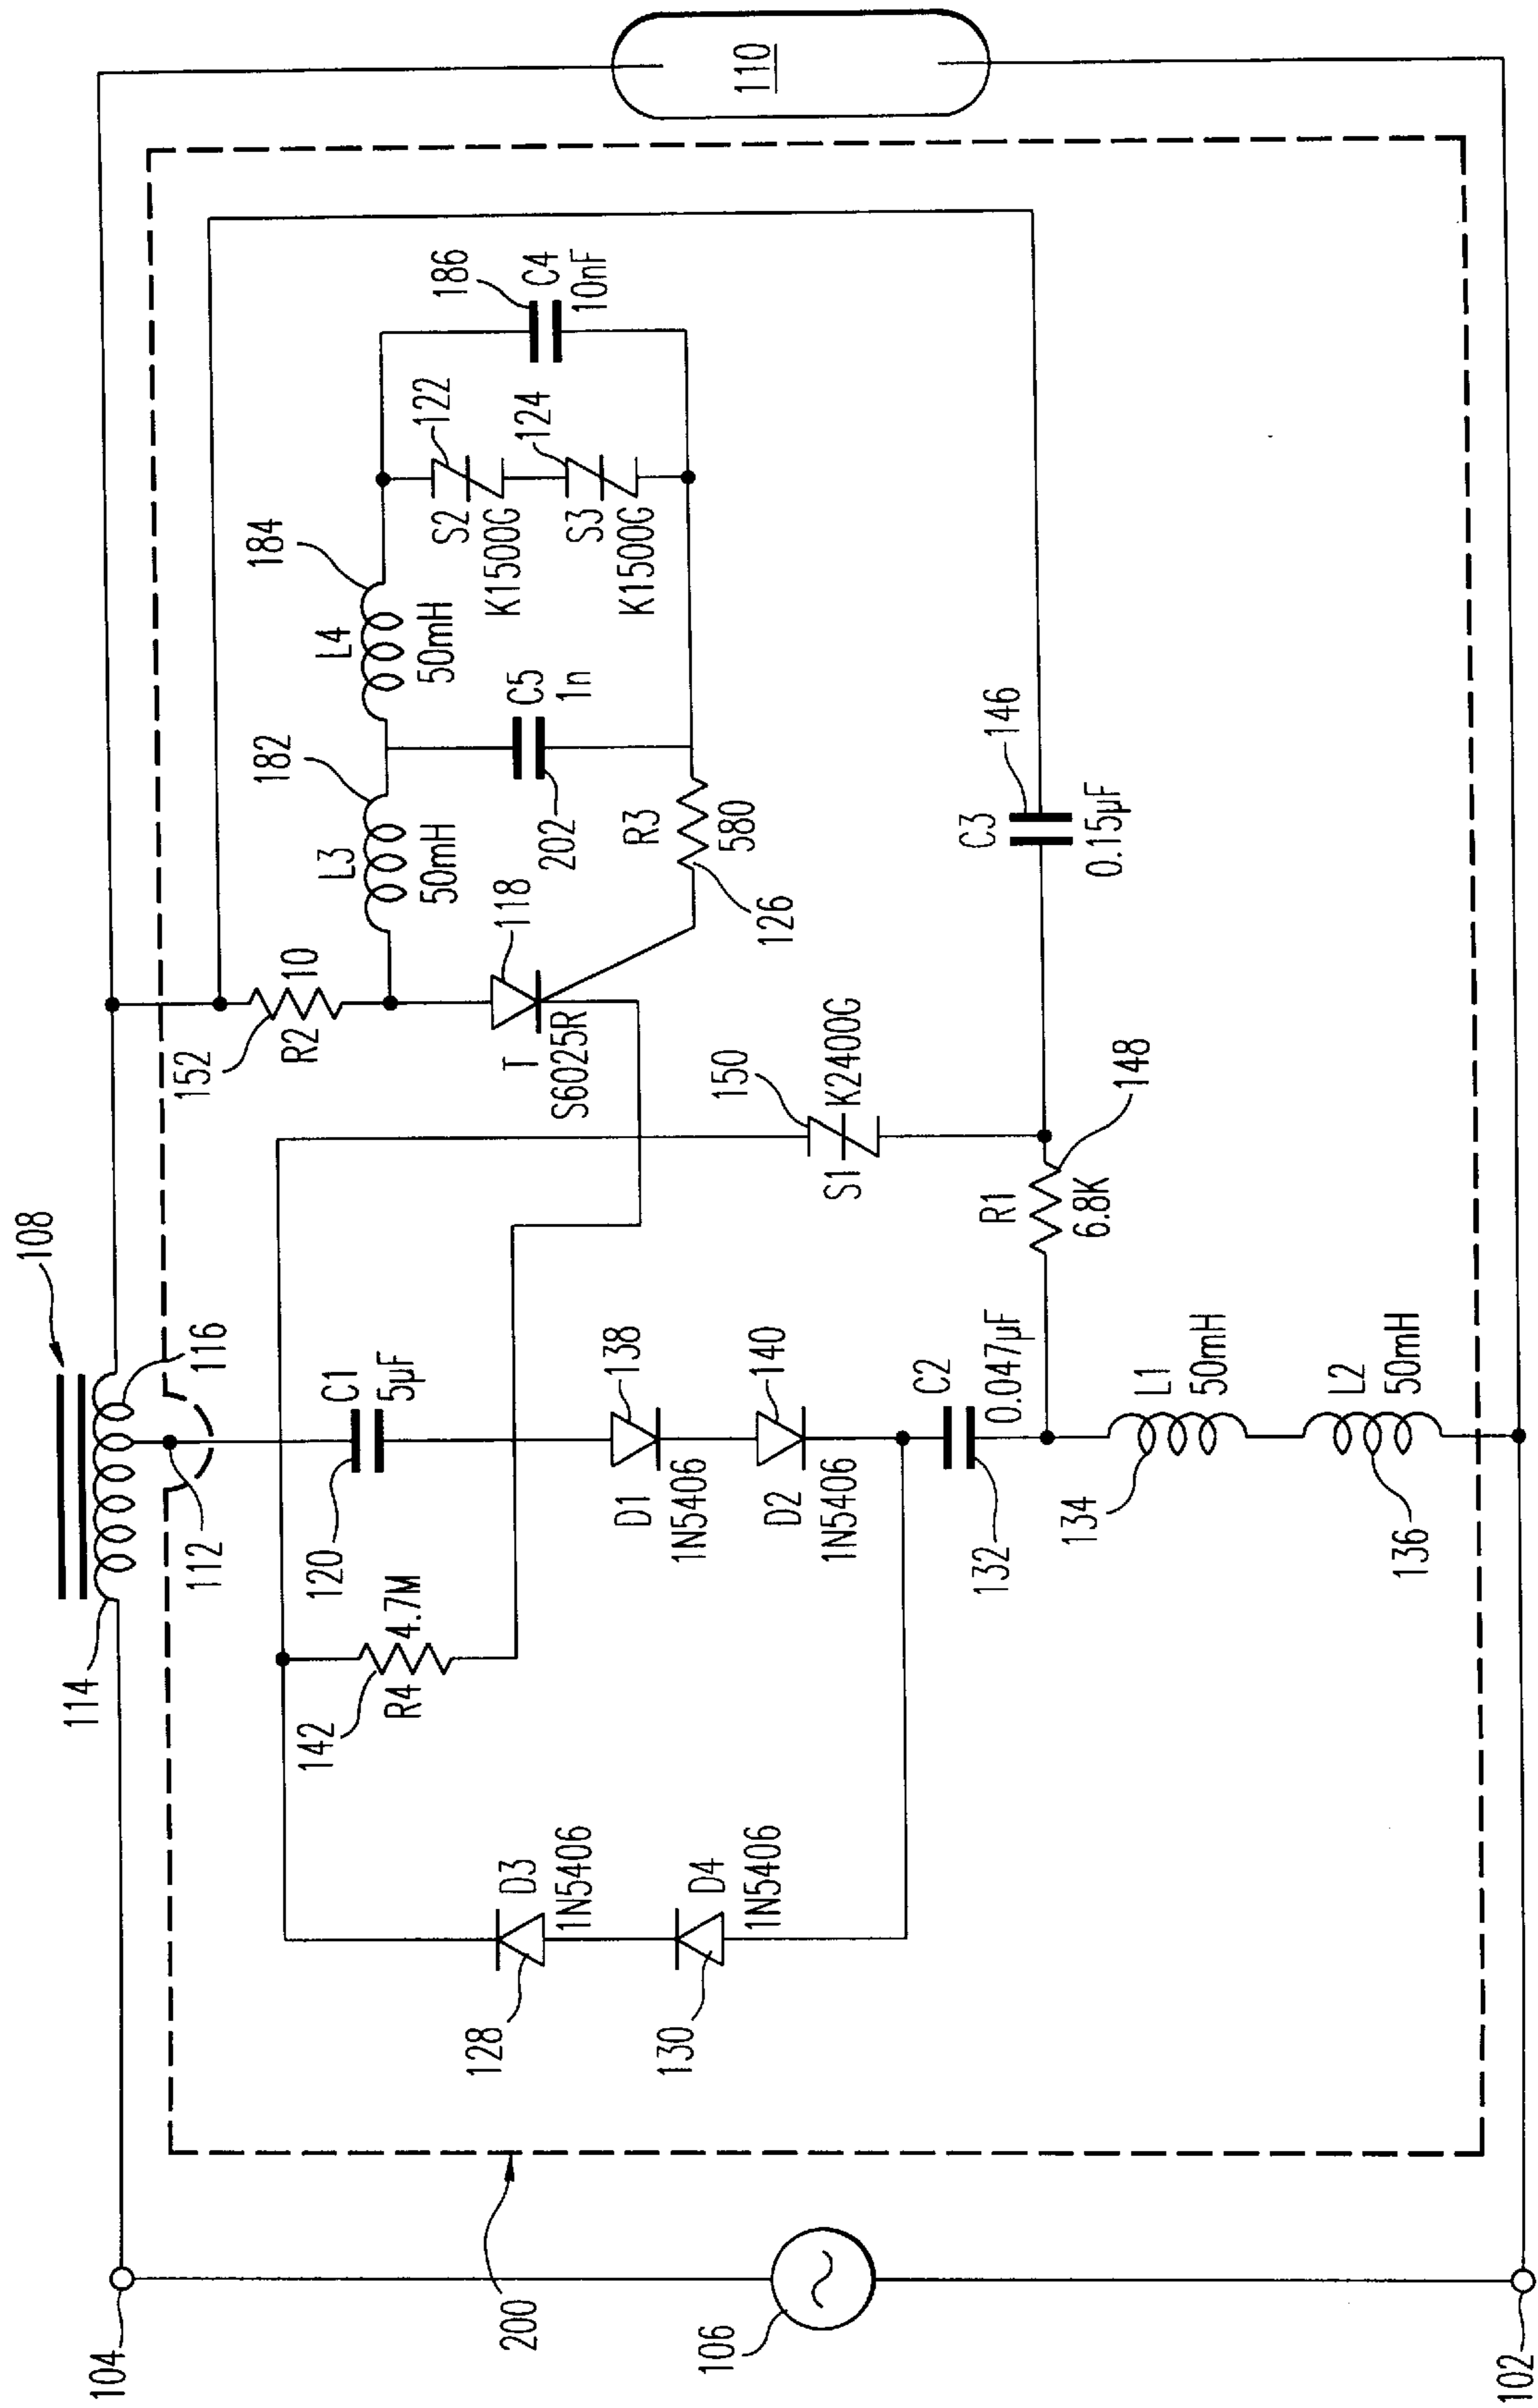 104
102
106
200
114
108
116
112
110
128
D3
1N5406
130
D4
1N5406
142
R4
4.7M
120
C1
5µF
D1
1N5406
138
D2
1N5406
140
132
C2
0.047µF
134
L1
50mH
136
L2
50mH
R1
6.8K
148
150
S1
K2400G
152
R2
10
T
S6025R
118
182
L3
50mH
202
C5
1n
R3
580
126
184
L4
50mH
S2
K1500G
122
S3
K1500G
124
186
C4
10nF
C3
0.15µF
146